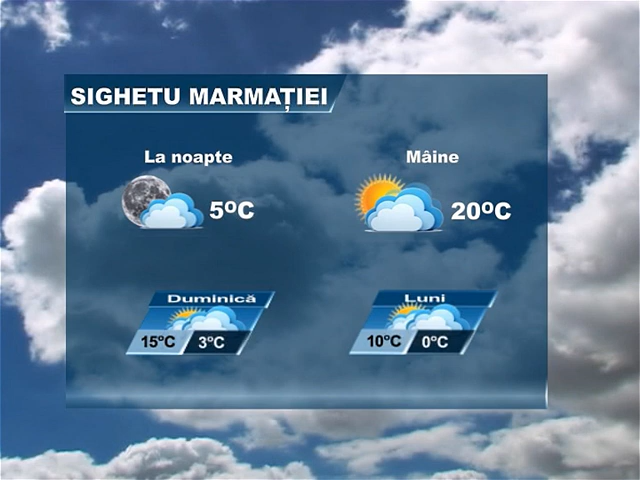 SIGHETU MARMAȚIEI
La noapte
Mâine
5ºC
20ºC
Duminică
Luni
15ºC
3ºC
10ºC
0ºC